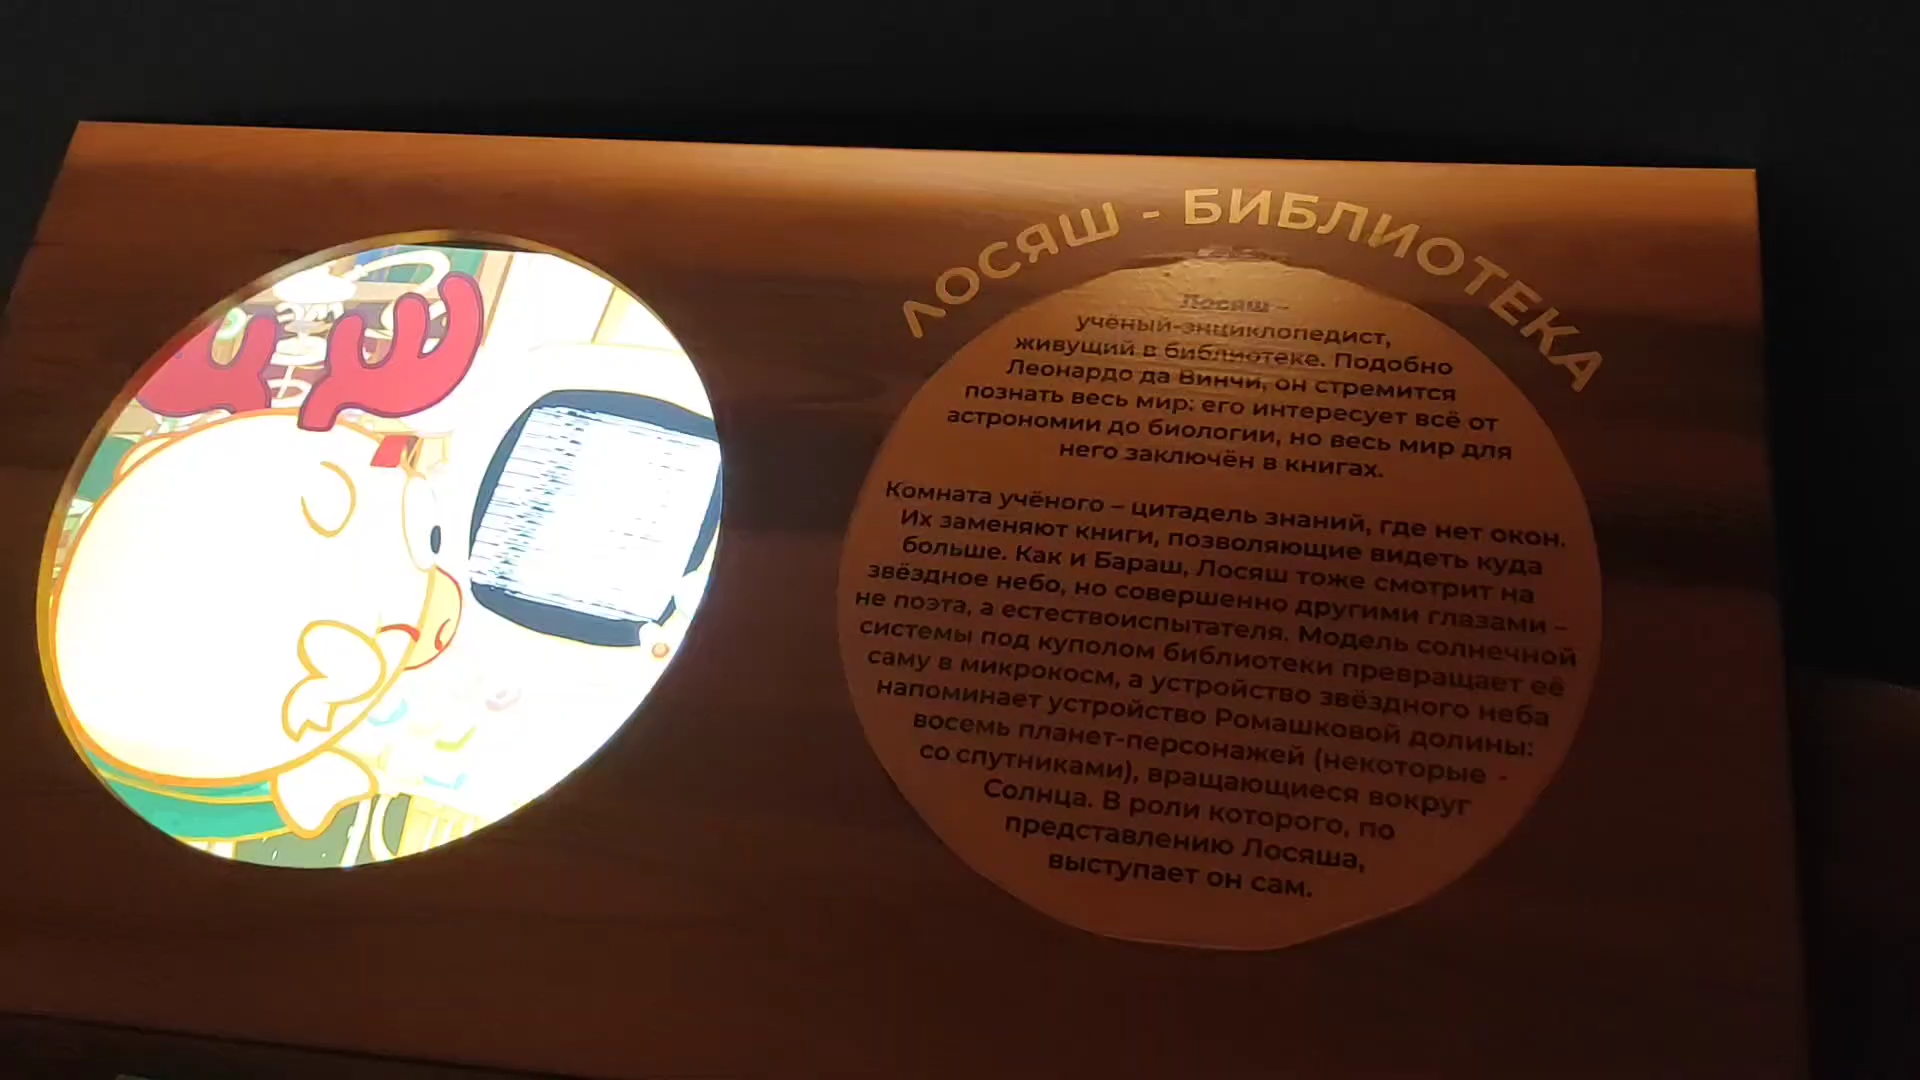 ЛОСЯШ - БИБЛИОТЕКА
Лосяш –
учёный-энциклопедист,
живущий в библиотеке. Подобно
Леонардо да Винчи, он стремится
познать весь мир: его интересует всё от
астрономии до биологии, но весь мир для
него заключён в книгах.
Комната учёного – цитадель знаний, где нет окон.
Их заменяют книги, позволяющие видеть куда
больше. Как и Бараш, Лосяш тоже смотрит на
звёздное небо, но совершенно другими глазами –
не поэта, а естествоиспытателя. Модель солнечной
системы под куполом библиотеки превращает её
саму в микрокосм, а устройство звёздного неба
напоминает устройство Ромашковой долины:
восемь планет-персонажей (некоторые -
со спутниками), вращающиеся вокруг
Солнца. В роли которого, по
представлению Лосяша,
выступает он сам.